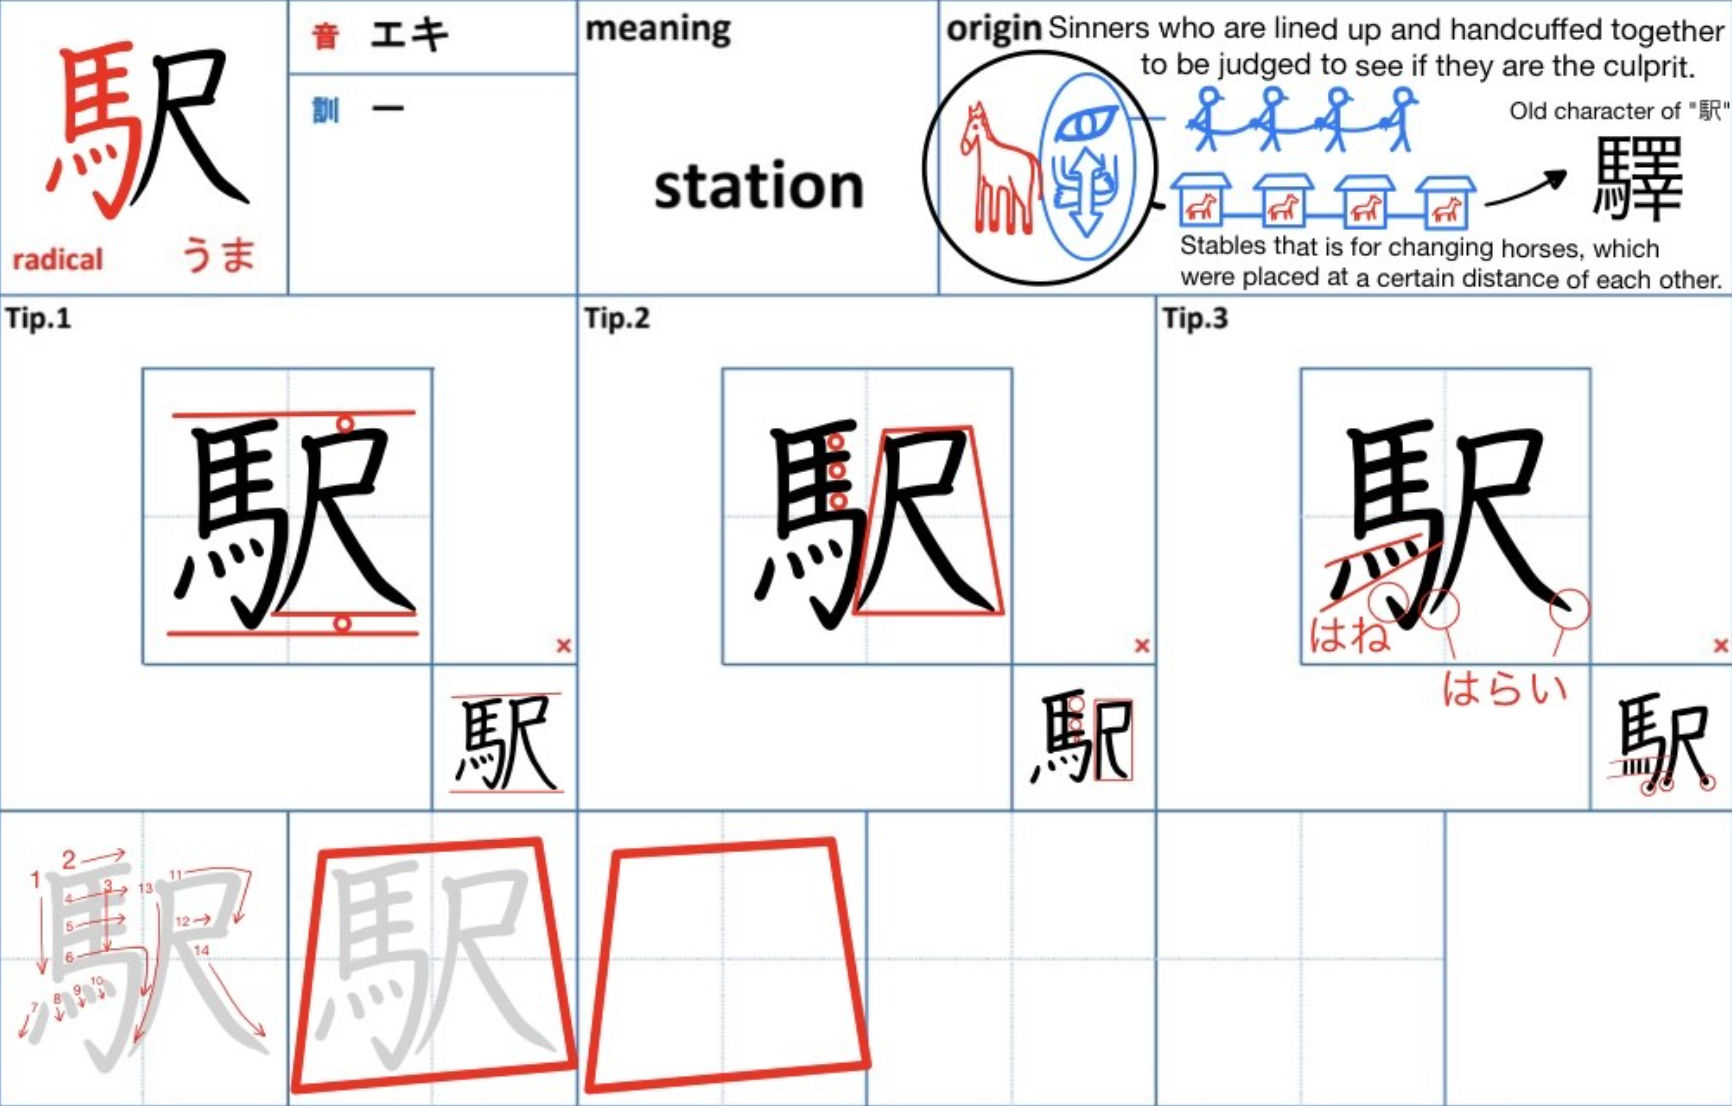 駅
radical うま
音 エキ
訓 ー
meaning
station
origin Sinners who are lined up and handcuffed together
to be judged to see if they are the culprit.
Old character of "駅"
驛
Stables that is for changing horses, which
were placed at a certain distance of each other.
Tip.1
駅
×
駅
Tip.2
駅
×
駅
Tip.3
駅
はね
はらい
×
駅
1 2 3 4 5 6 7 8 9 10 11 12 13 14
駅
駅